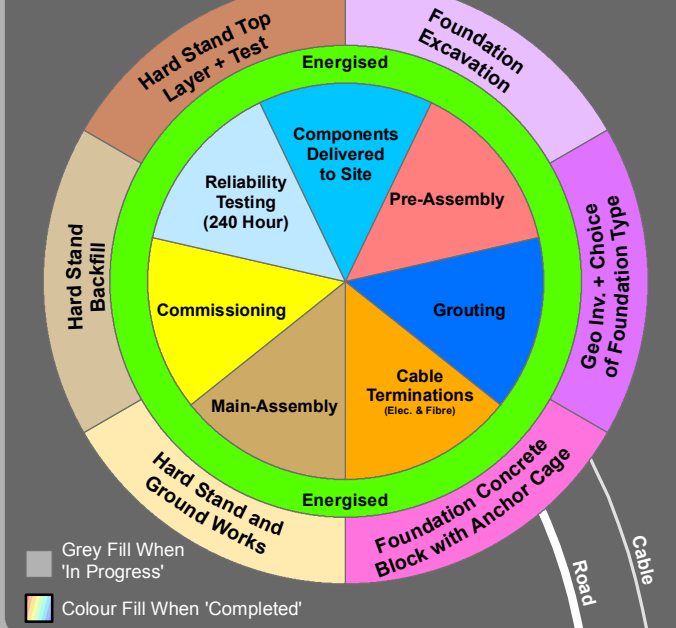 Hard Stand Top
Layer + Test
Foundation
Excavation
Energised
Components
Delivered
to Site
Reliability
Testing
(240 Hour)
Pre-Assembly
Hard Stand
Backfill
Geo Inv. + Choice
of Foundation Type
Commissioning
Grouting
Cable
Terminations
(Elec. & Fibre)
Main-Assembly
Hard Stand and
Ground Works
Energised
Foundation Concrete
Block with Anchor Cage
Grey Fill When
'In Progress'
Colour Fill When 'Completed'
Road
Cable